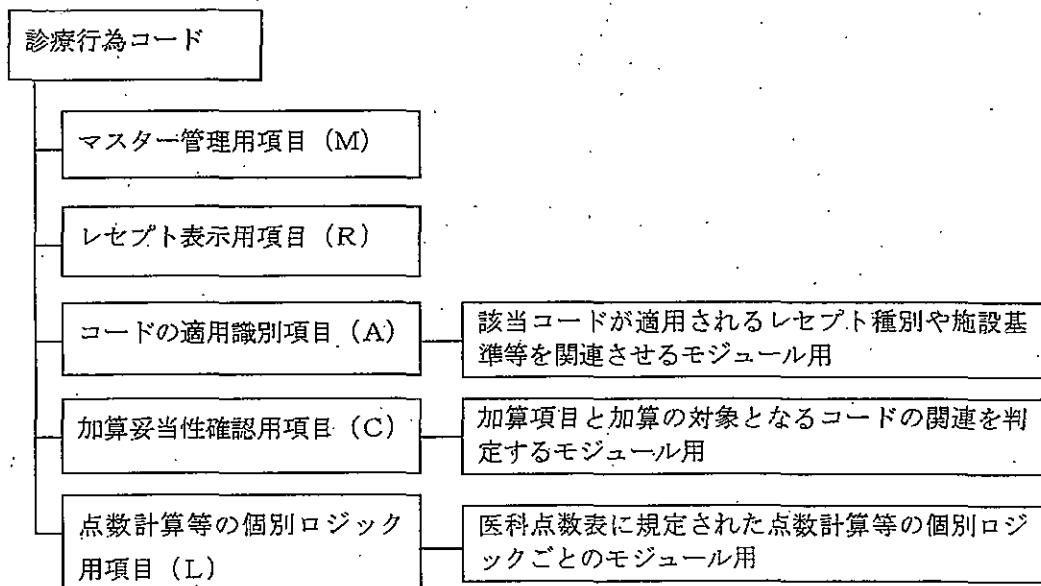 診療行為コード
マスター管理用項目（M）
レセプト表示用項目（R）
コードの適用識別項目（A）
該当コードが適用されるレセプト種別や施設基
準等を関連させるモジュール用
加算妥当性確認用項目（C）
加算項目と加算の対象となるコードの関連を判
定するモジュール用
点数計算等の個別ロジック
用項目（L）
医科点数表に規定された点数計算等の個別ロジ
ックごとのモジュール用